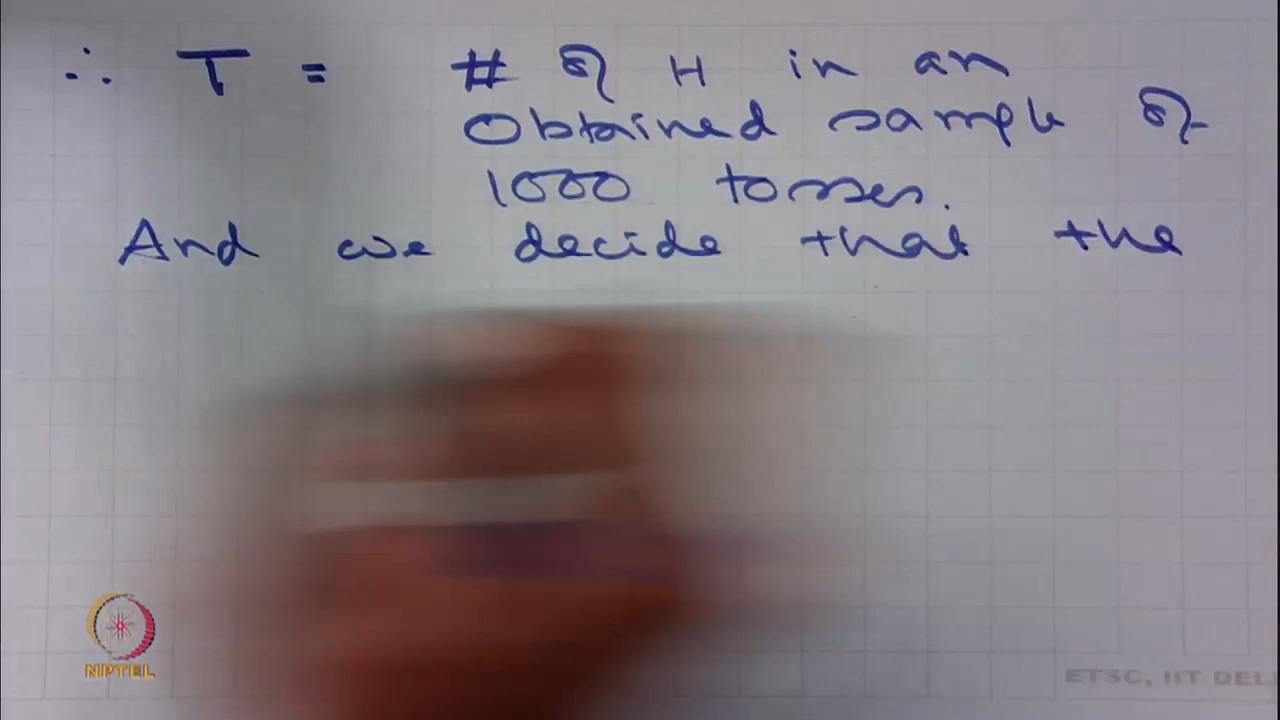 ∴ T = # of H in an
obtained sample of
1000 tosses.
And we decide that the
NPTEL
ETSC, IIT DEL